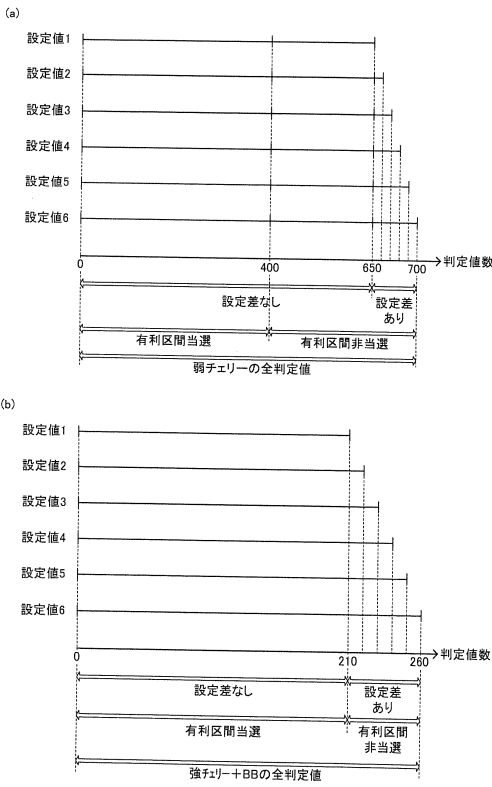 (a)
設定値1
設定値2
設定値3
設定値4
設定値5
設定値6
0 400 650 700 判定値数
設定差なし 設定差あり
有利区間当選 有利区間非当選
弱チェリーの全判定値
(b)
設定値1
設定値2
設定値3
設定値4
設定値5
設定値6
0 210 260 判定値数
設定差なし 設定差あり
有利区間当選 有利区間非当選
強チェリー+BBの全判定値